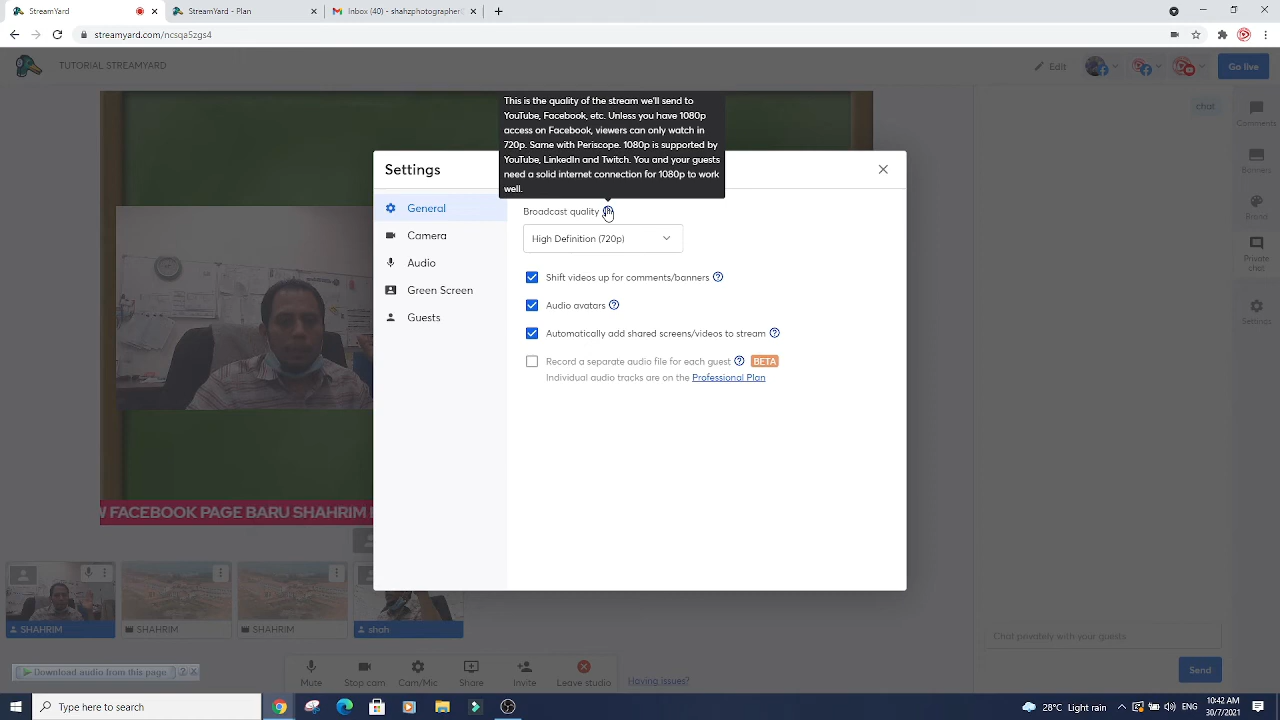 StreamYard
StreamYard - Plan
Inbox (40) - shahzphotographer
streamyard.com/ncsqa5zgs4
TUTORIAL STREAMYARD
Edit
Go live
This is the quality of the stream we'll send to
YouTube, Facebook, etc. Unless you have 1080p
access on Facebook, viewers can only watch in
720p. Same with Periscope. 1080p is supported by
YouTube, LinkedIn and Twitch. You and your guests
need a solid internet connection for 1080p to work
well.
chat
Comments
Banners
Brand
Private
chat
Settings
Settings
General
Camera
Audio
Green Screen
Guests
Broadcast quality
High Definition (720p)
Shift videos up for comments/banners
Audio avatars
Automatically add shared screens/videos to stream
Record a separate audio file for each guest BETA
Individual audio tracks are on the Professional Plan
FACEBOOK PAGE BARU SHAHRIM
SHAHRIM
SHAHRIM
SHAHRIM
shah
Chat privately with your guests
Send
Download audio from this page ? X
Mute
Stop cam
Cam/Mic
Share
Invite
Leave studio
Having issues?
Type here to search
28°C Light rain
10:42 AM
30/7/2021